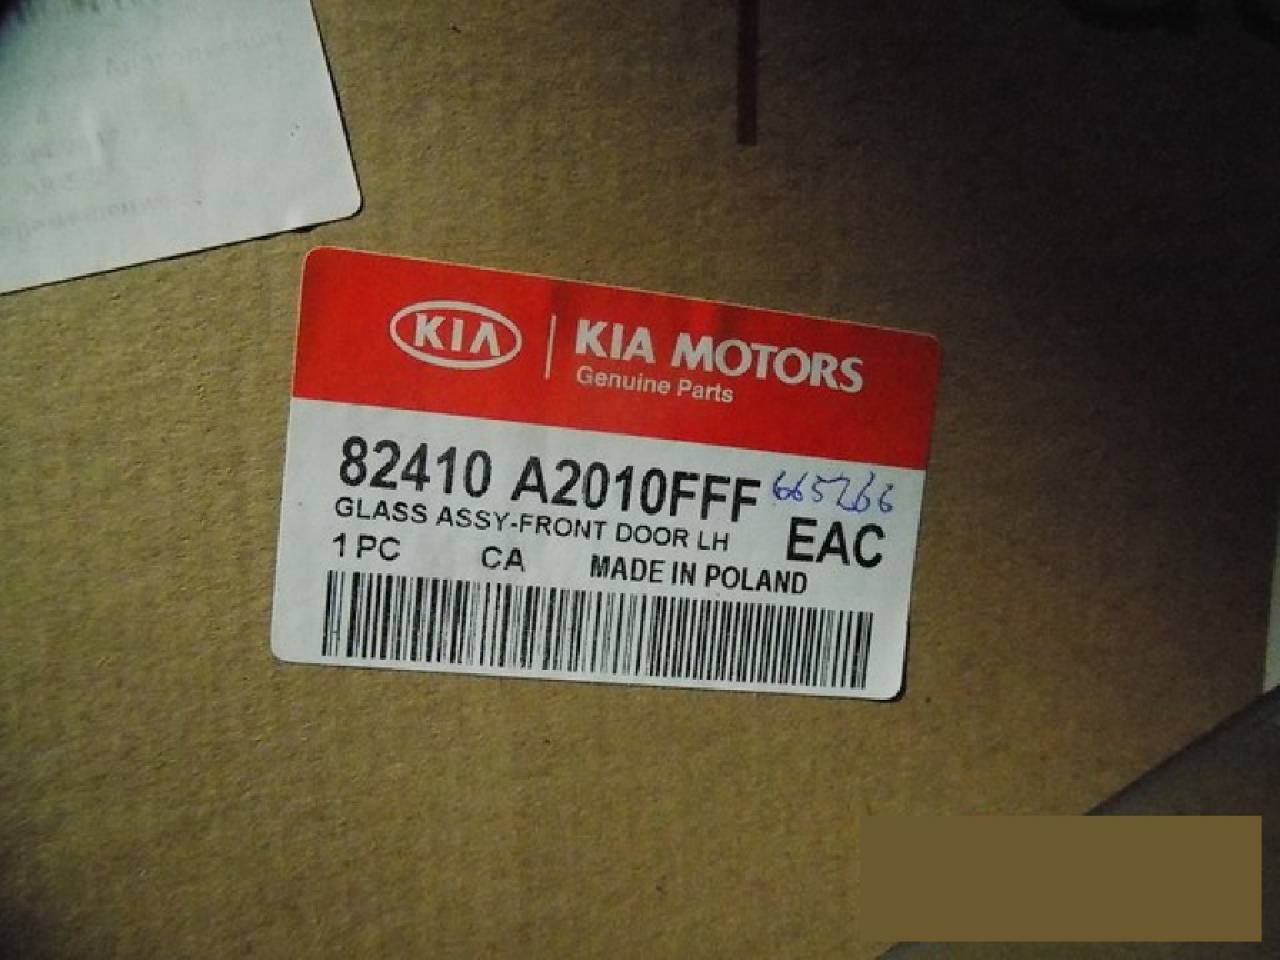 KIA | KIA MOTORS
Genuine Parts
82410 A2010FFF 665266
GLASS ASSY-FRONT DOOR LH EAC
1 PC CA MADE IN POLAND